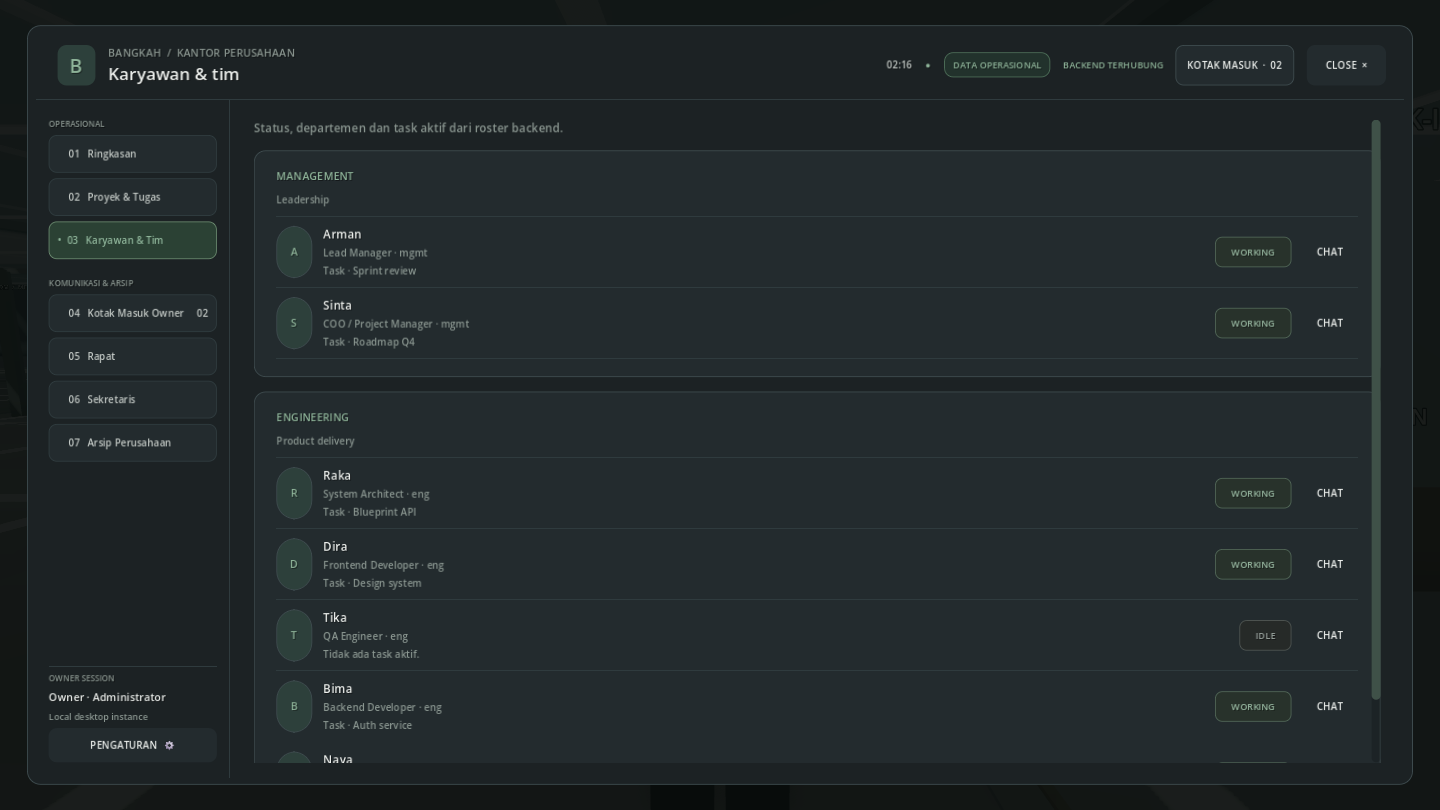 B
BANGKAH / KANTOR PERUSAHAAN
Karyawan & tim
02:16
DATA OPERASIONAL
BACKEND TERHUBUNG
KOTAK MASUK · 02
CLOSE ×
OPERASIONAL
01 Ringkasan
02 Proyek & Tugas
• 03 Karyawan & Tim
KOMUNIKASI & ARSIP
04 Kotak Masuk Owner 02
05 Rapat
06 Sekretaris
07 Arsip Perusahaan
OWNER SESSION
Owner · Administrator
Local desktop instance
PENGATURAN
Status, departemen dan task aktif dari roster backend.
MANAGEMENT
Leadership
A
Arman
Lead Manager · mgmt
Task · Sprint review
WORKING
CHAT
S
Sinta
COO / Project Manager · mgmt
Task · Roadmap Q4
WORKING
CHAT
ENGINEERING
Product delivery
R
Raka
System Architect · eng
Task · Blueprint API
WORKING
CHAT
D
Dira
Frontend Developer · eng
Task · Design system
WORKING
CHAT
T
Tika
QA Engineer · eng
Tidak ada task aktif.
IDLE
CHAT
B
Bima
Backend Developer · eng
Task · Auth service
WORKING
CHAT